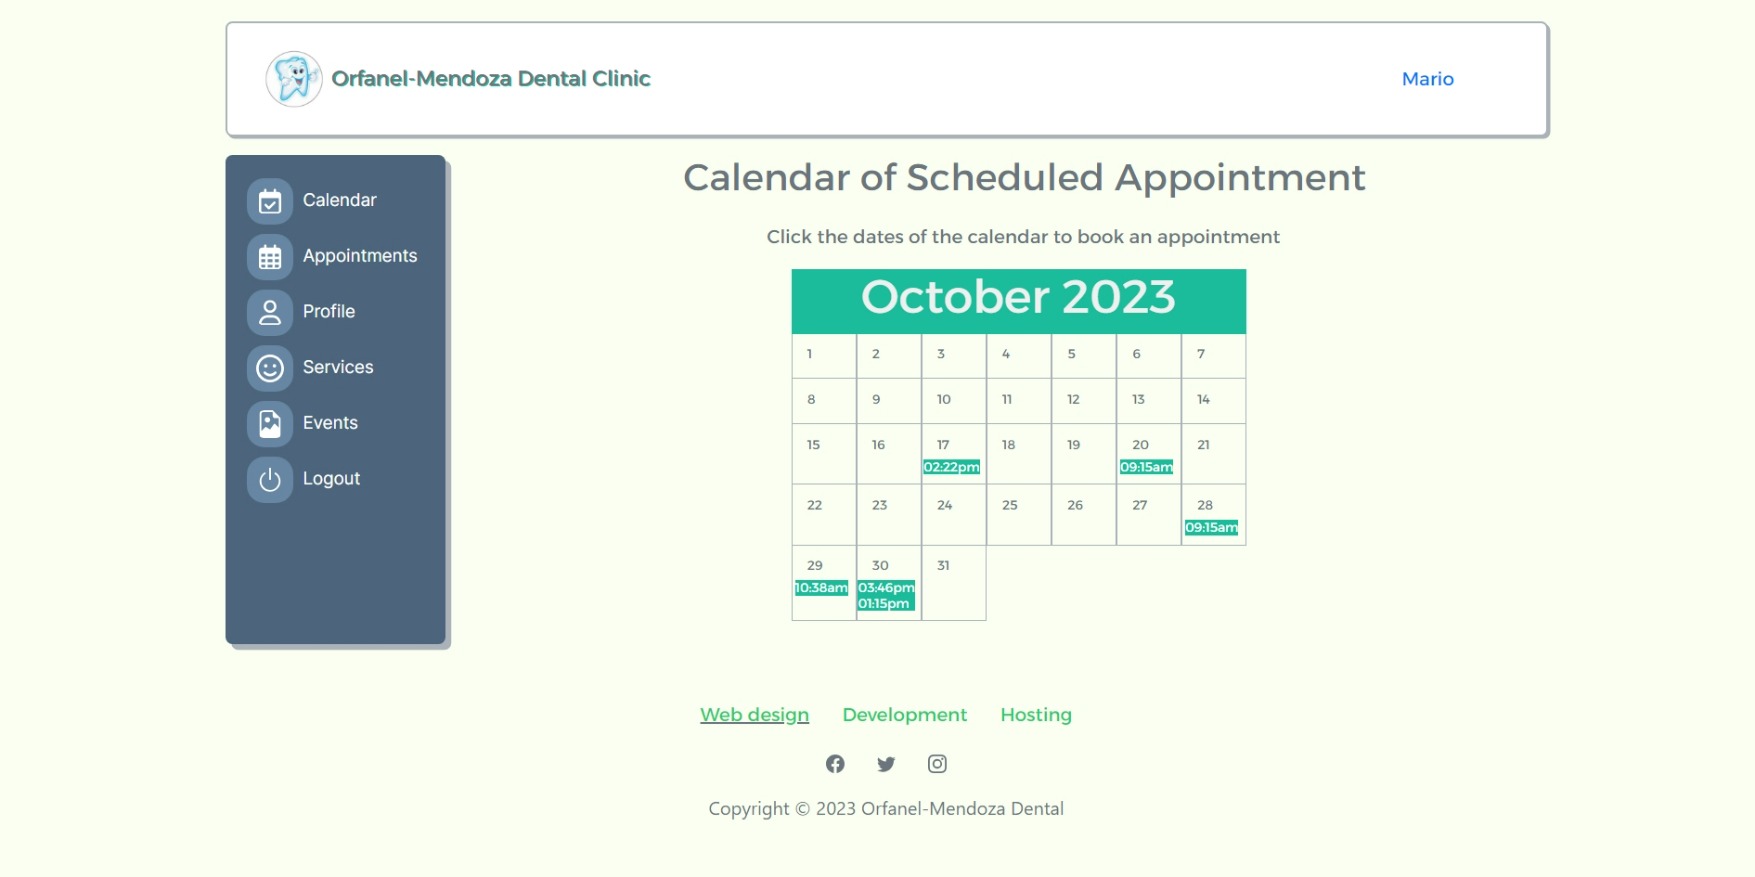 Orfanel-Mendoza Dental Clinic
Mario
Calendar
Appointments
Profile
Services
Events
Logout
Calendar of Scheduled Appointment
Click the dates of the calendar to book an appointment
October 2023
1 2 3 4 5 6 7
8 9 10 11 12 13 14
15 16 17 18 19 20 21
02:22pm 09:15am
22 23 24 25 26 27 28
09:15am
29 30 31
10:38am 03:46pm
01:15pm
Web design Development Hosting
Copyright © 2023 Orfanel-Mendoza Dental